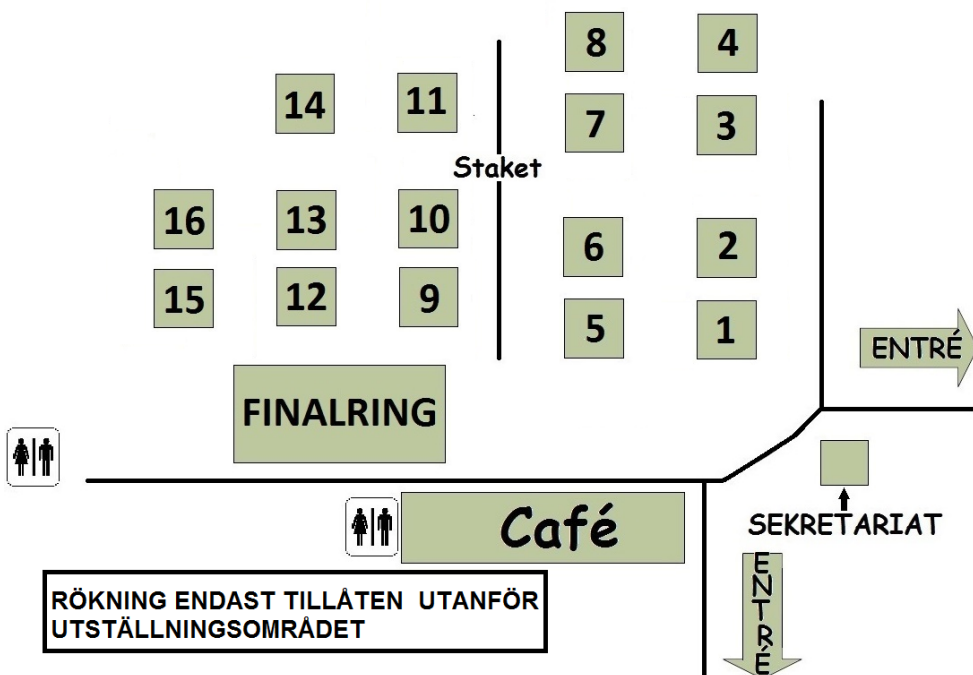 8 4
14 11
7 3
Staket
16 13 10
6 2
15 12 9
5 1
ENTRÉ
FINALRING
Café
SEKRETARIAT
ENTRÉ
RÖKNING ENDAST TILLÅTEN UTANFÖR
UTSTÄLLNINGSOMRÅDET